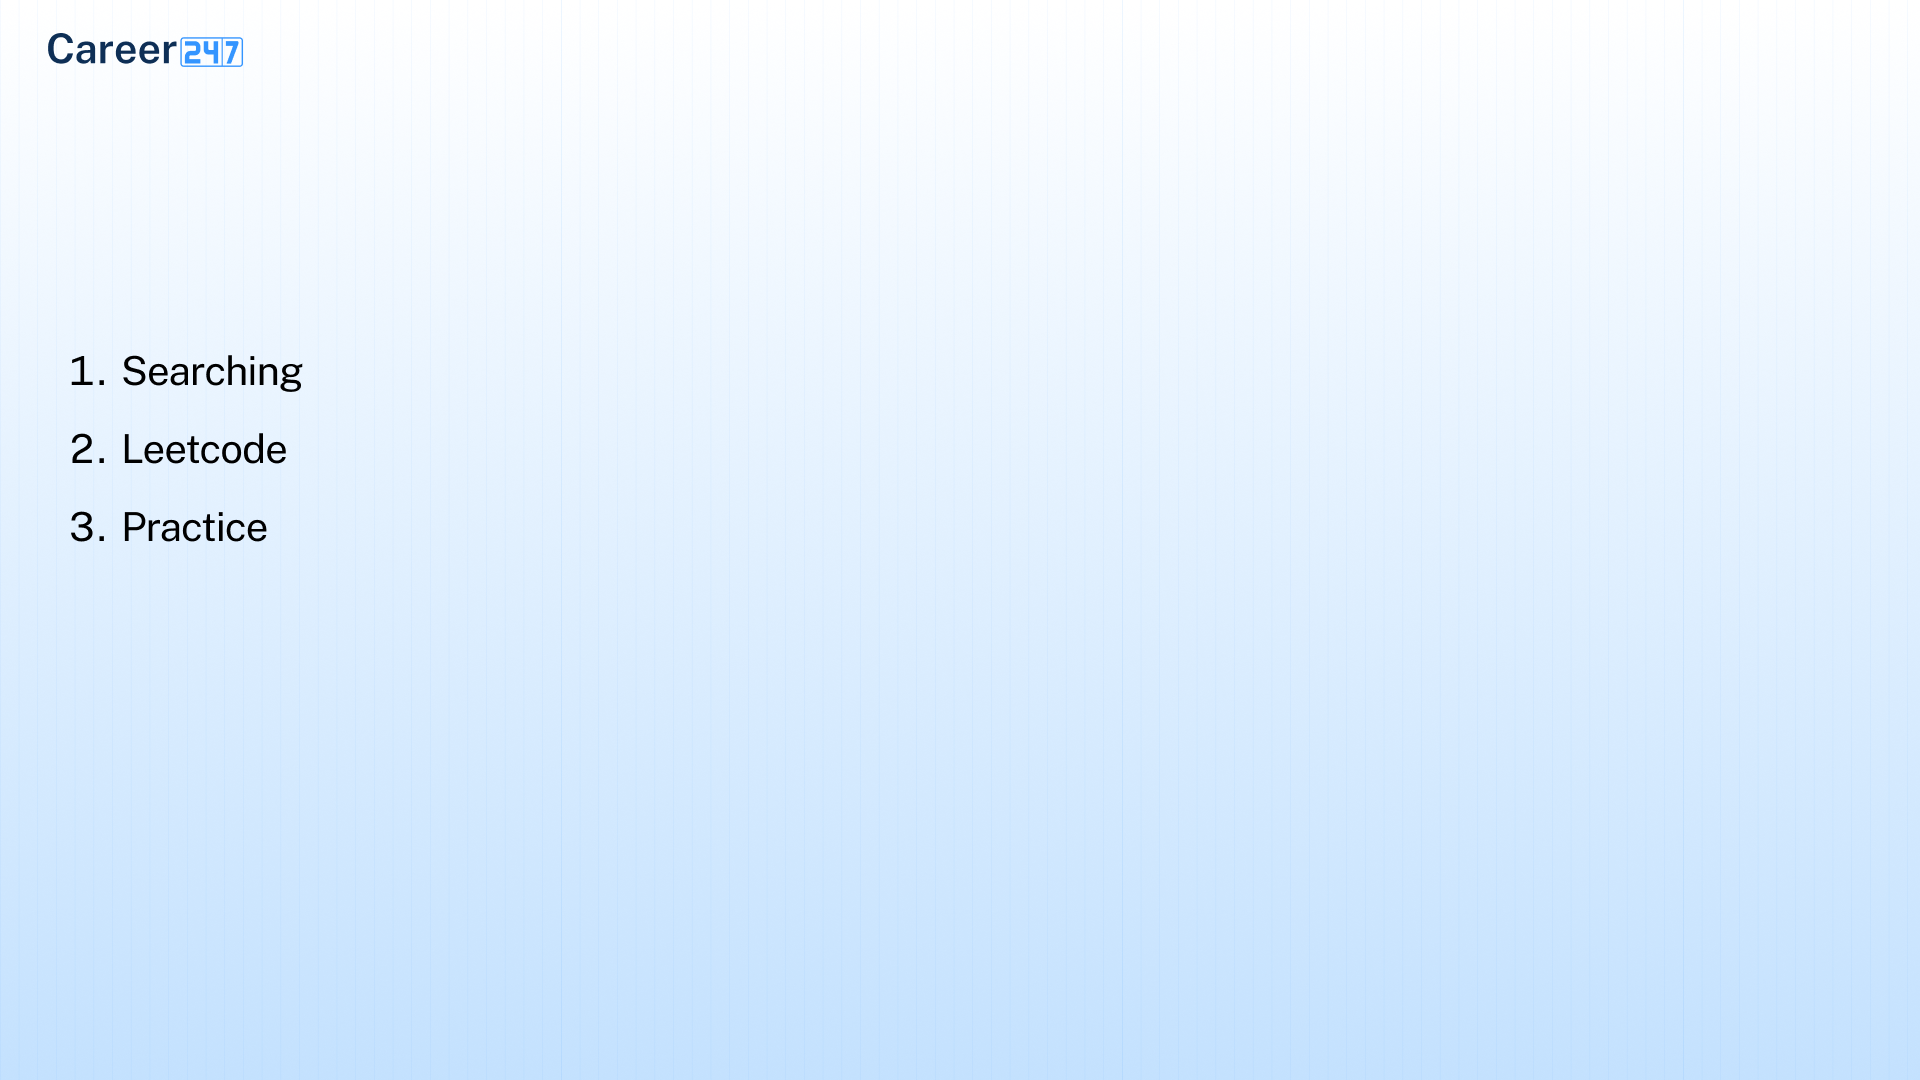 Career247
1. Searching
2. Leetcode
3. Practice